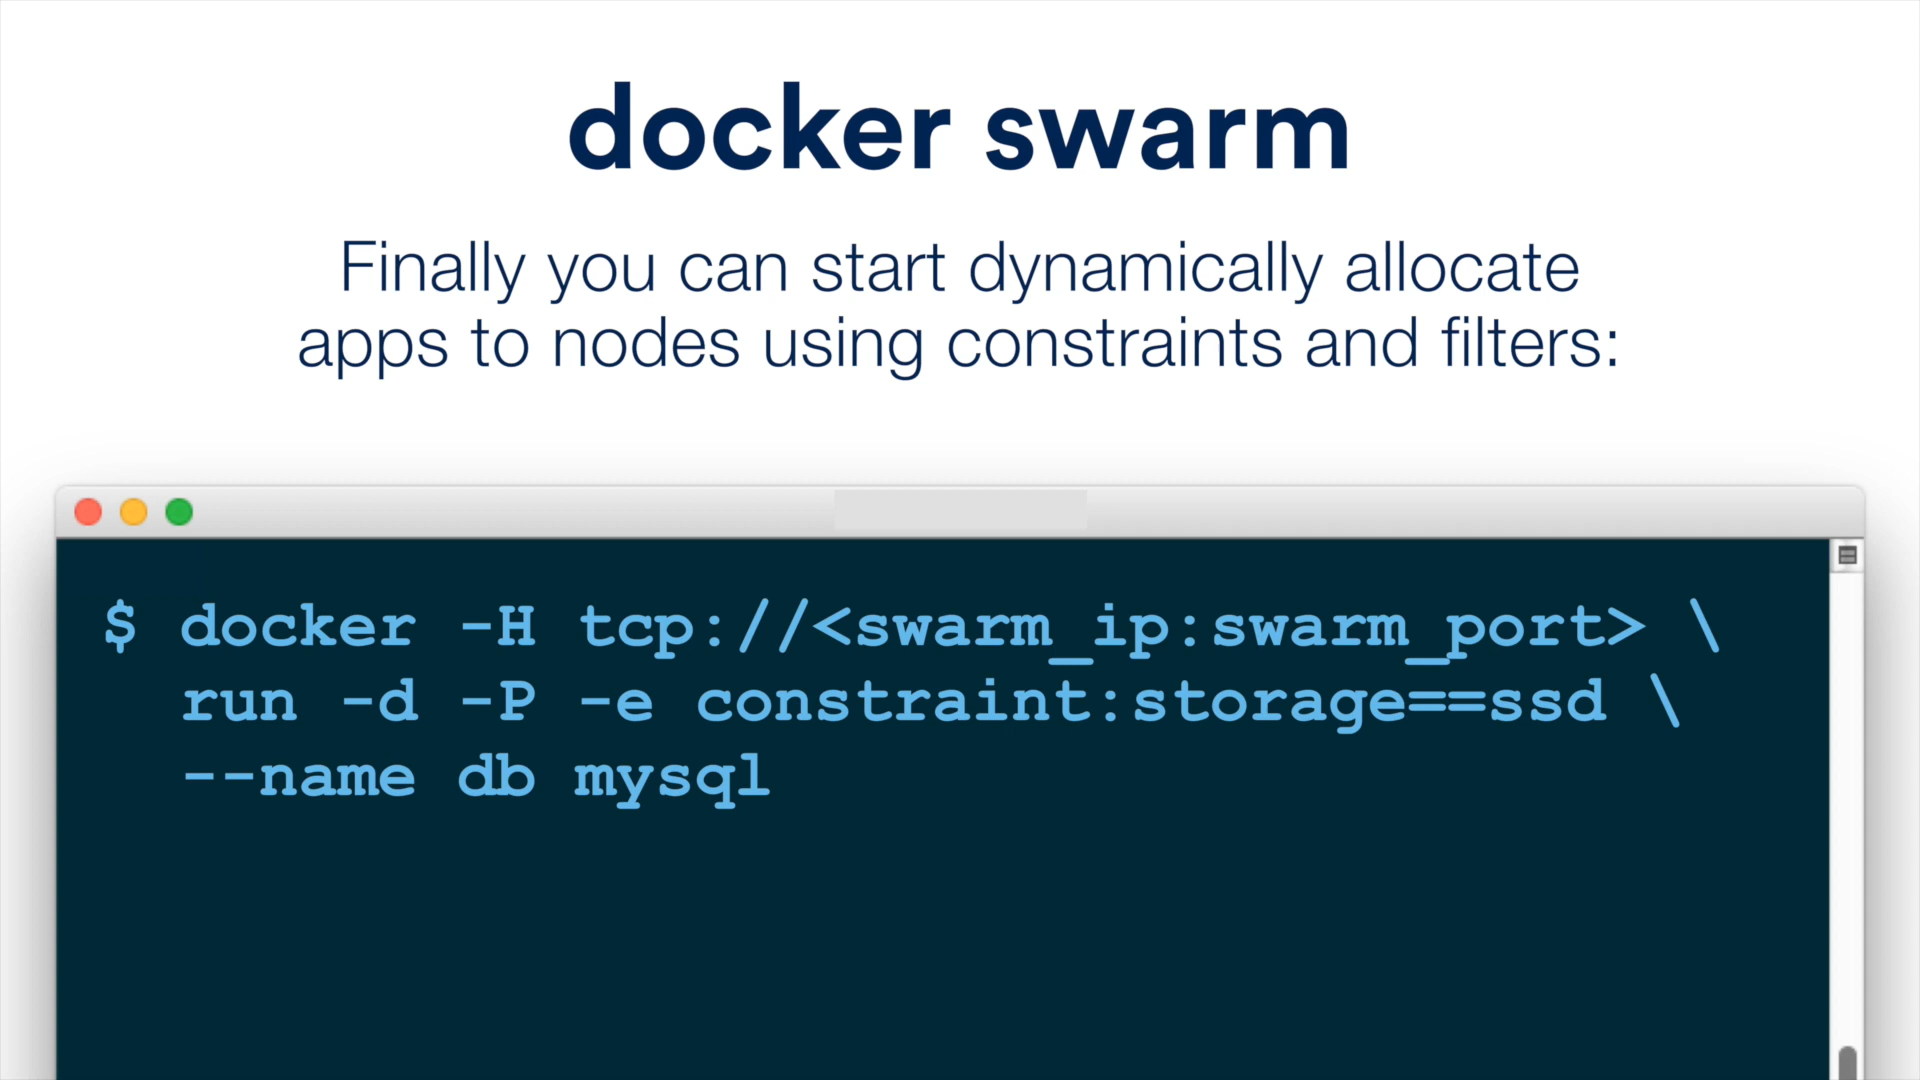 docker swarm
Finally you can start dynamically allocate
apps to nodes using constraints and filters:
$ docker -H tcp://<swarm_ip:swarm_port> \
run -d -P -e constraint:storage==ssd \
--name db mysql